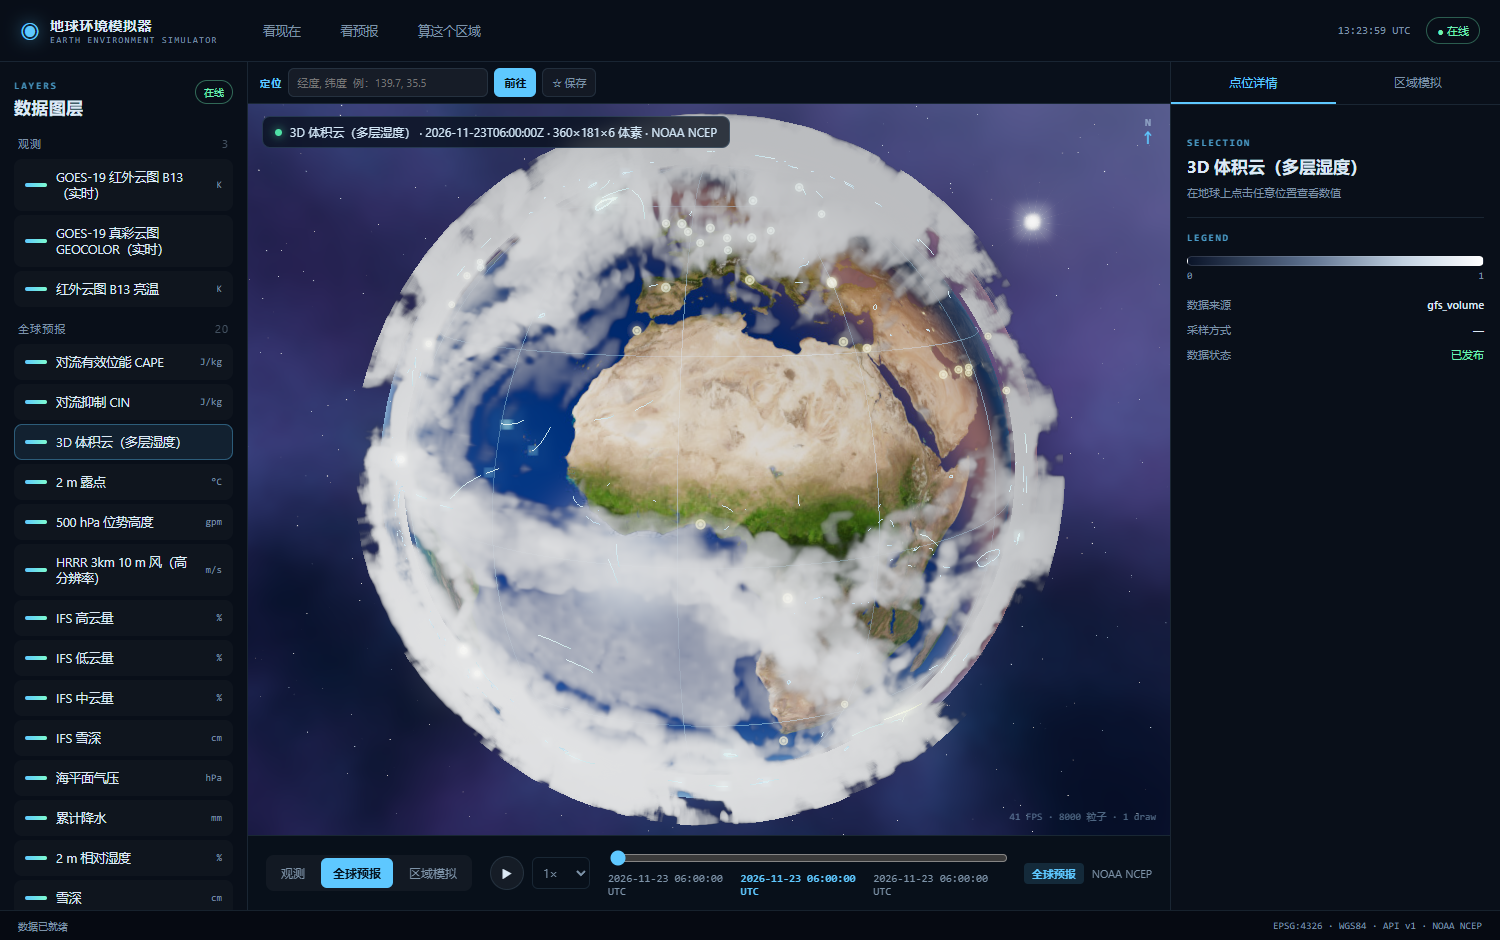 地球环境模拟器
EARTH ENVIRONMENT SIMULATOR
看现在
看预报
算这个区域
13:23:59 UTC
● 在线
LAYERS
数据图层
在线
观测
3
GOES-19 红外云图 B13
（实时）
K
GOES-19 真彩云图
GEOCOLOR（实时）
红外云图 B13 亮温
K
全球预报
20
对流有效位能 CAPE
J/kg
对流抑制 CIN
J/kg
3D 体积云（多层湿度）
2 m 露点
°C
500 hPa 位势高度
gpm
HRRR 3km 10 m 风（高
分辨率）
m/s
IFS 高云量
%
IFS 低云量
%
IFS 中云量
%
IFS 雪深
cm
海平面气压
hPa
累计降水
mm
2 m 相对湿度
%
雪深
cm
定位
经度, 纬度 例：139.7, 35.5
前往
☆ 保存
3D 体积云（多层湿度） · 2026-11-23T06:00:00Z · 360×181×6 体素 · NOAA NCEP
N
41 FPS · 8000 粒子 · 1 draw
观测
全球预报
区域模拟
1×
2026-11-23 06:00:00
UTC
2026-11-23 06:00:00
UTC
2026-11-23 06:00:00
UTC
全球预报
NOAA NCEP
点位详情
区域模拟
SELECTION
3D 体积云（多层湿度）
在地球上点击任意位置查看数值
LEGEND
0
1
数据来源
gfs_volume
采样方式
—
数据状态
已发布
数据已就绪
EPSG:4326 · WGS84 · API v1 · NOAA NCEP